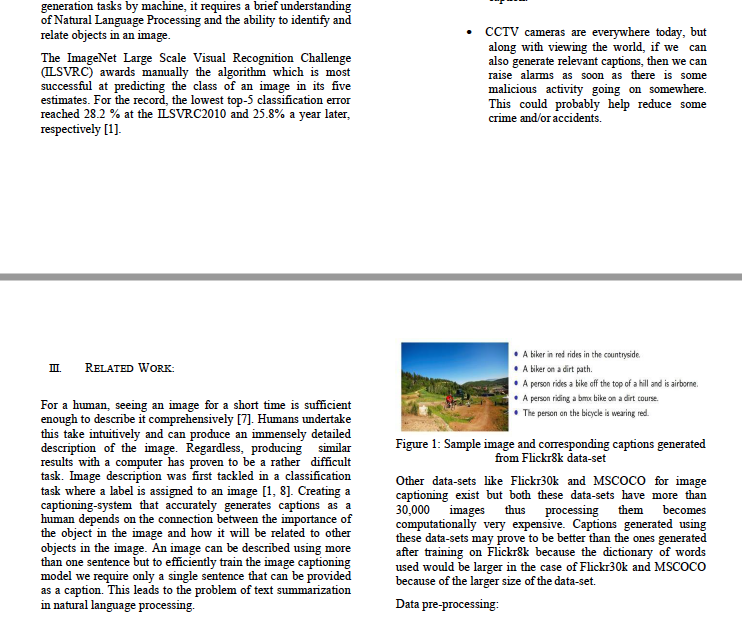 generation tasks by machine, it requires a brief understanding
of Natural Language Processing and the ability to identify and
relate objects in an image.
The ImageNet Large Scale Visual Recognition Challenge
(ILSVRC) awards manually the algorithm which is most
successful at predicting the class of an image in its five
estimates. For the record, the lowest top-5 classification error
reached 28.2 % at the ILSVRC2010 and 25.8% a year later,
respectively [1].
• CCTV cameras are everywhere today, but
along with viewing the world, if we can
also generate relevant captions, then we can
raise alarms as soon as there is some
malicious activity going on somewhere.
This could probably help reduce some
crime and/or accidents.
III. RELATED WORK:
For a human, seeing an image for a short time is sufficient
enough to describe it comprehensively [7]. Humans undertake
this take intuitively and can produce an immensely detailed
description of the image. Regardless, producing similar
results with a computer has proven to be a rather difficult
task. Image description was first tackled in a classification
task where a label is assigned to an image [1, 8]. Creating a
captioning-system that accurately generates captions as a
human depends on the connection between the importance of
the object in the image and how it will be related to other
objects in the image. An image can be described using more
than one sentence but to efficiently train the image captioning
model we require only a single sentence that can be provided
as a caption. This leads to the problem of text summarization
in natural language processing.
• A biker in red rides in the countryside.
• A biker on a dirt path.
• A person rides a bike off the top of a hill and is airborne.
• A person riding a bmx bike on a dirt course.
• The person on the bicycle is wearing red.
Figure 1: Sample image and corresponding captions generated
from Flickr8k data-set
Other data-sets like Flickr30k and MSCOCO for image
captioning exist but both these data-sets have more than
30,000 images thus processing them becomes
computationally very expensive. Captions generated using
these data-sets may prove to be better than the ones generated
after training on Flickr8k because the dictionary of words
used would be larger in the case of Flickr30k and MSCOCO
because of the larger size of the data-set.
Data pre-processing: